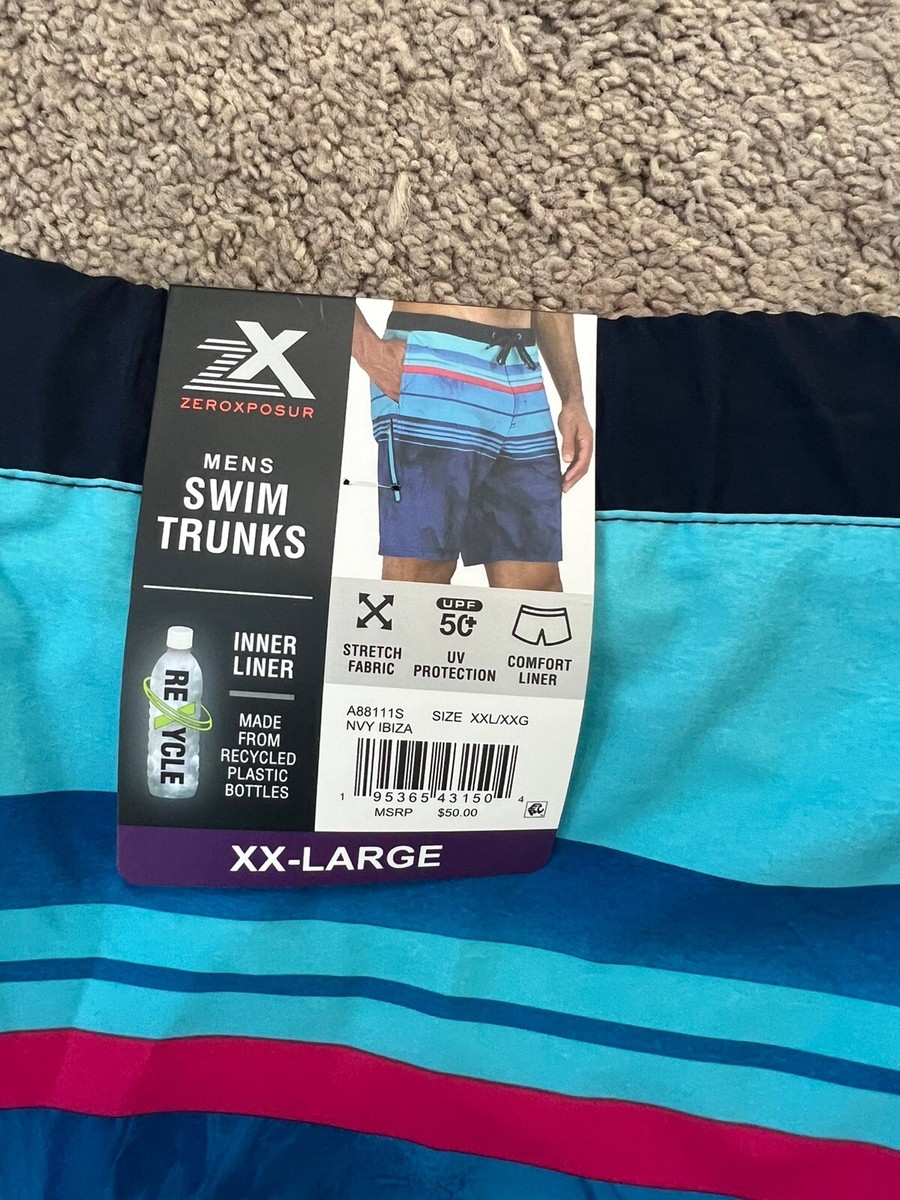 ZX
ZEROXPOSUR
MENS
SWIM
TRUNKS
INNER
LINER
REXYCLE
MADE
FROM
RECYCLED
PLASTIC
BOTTLES
STRETCH
FABRIC
UPF
50+
UV
PROTECTION
COMFORT
LINER
A88111S SIZE XXL/XXG
NVY IBIZA
1 95365 43150 4
MSRP $50.00
XX-LARGE